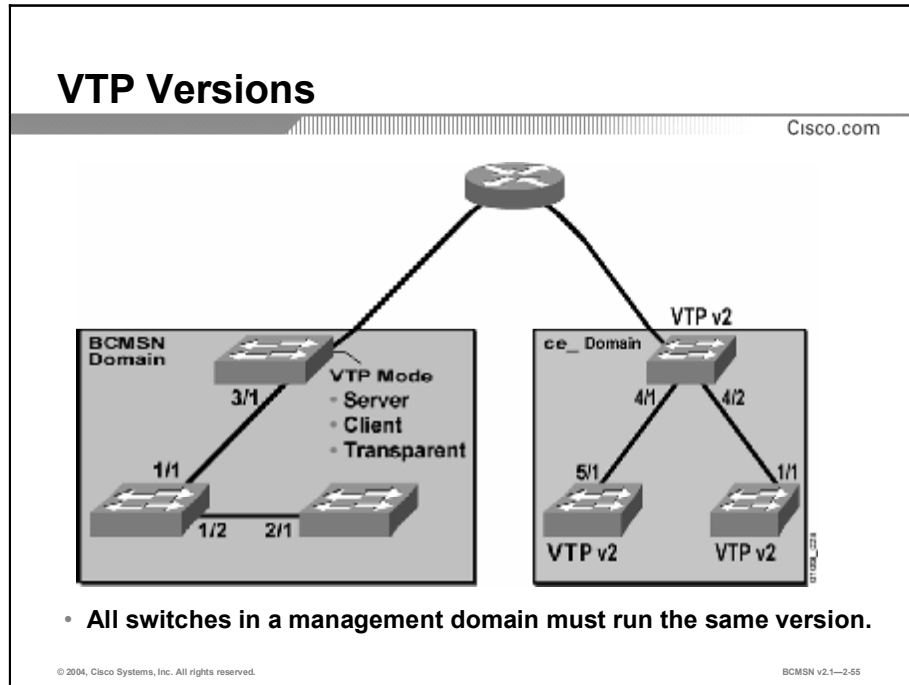 VTP Versions
Cisco.com
BCMSN
Domain
VTP Mode
• Server
• Client
• Transparent
3/1
1/1
1/2
2/1
VTP v2
ce_ Domain
4/1
4/2
5/1
1/1
VTP v2
VTP v2
• All switches in a management domain must run the same version.
© 2004, Cisco Systems, Inc. All rights reserved.
BCMSN v2.1—2-55